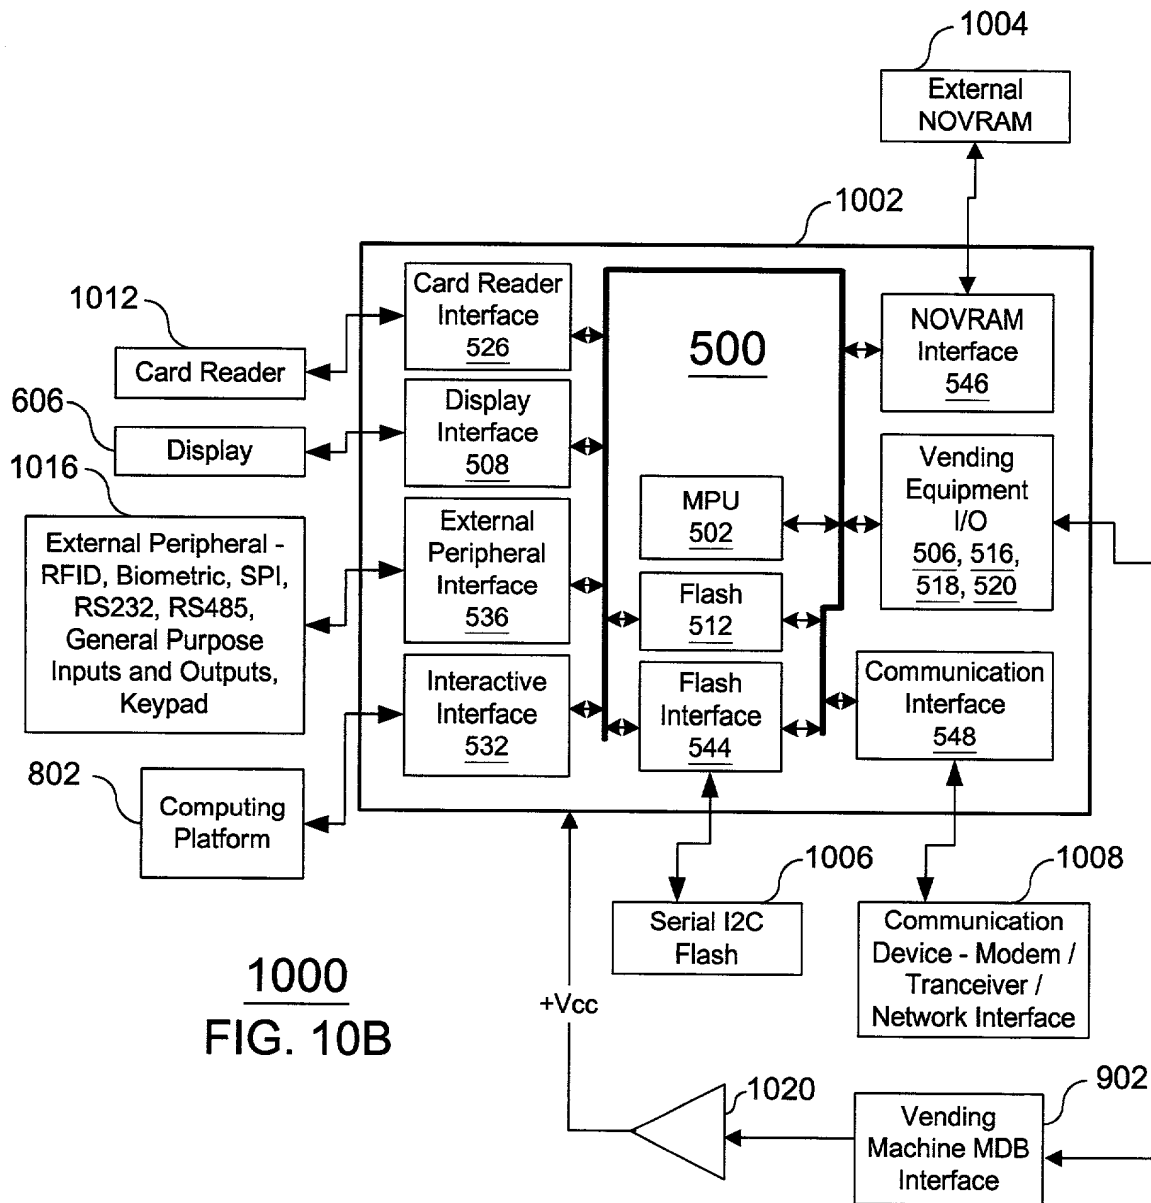 1004
External
NOVRAM
1002
Card Reader
Interface
526
1012
Card Reader
500
NOVRAM
Interface
546
606
Display
Display
Interface
508
1016
External Peripheral -
RFID, Biometric, SPI,
RS232, RS485,
General Purpose
Inputs and Outputs,
Keypad
External
Peripheral
Interface
536
MPU
502
Vending
Equipment
I/O
506, 516,
518, 520
Flash
512
Interactive
Interface
532
Flash
Interface
544
Communication
Interface
548
802
Computing
Platform
1006
Serial I2C
Flash
1008
Communication
Device - Modem /
Tranceiver /
Network Interface
1000
FIG. 10B
+Vcc
1020
902
Vending
Machine MDB
Interface